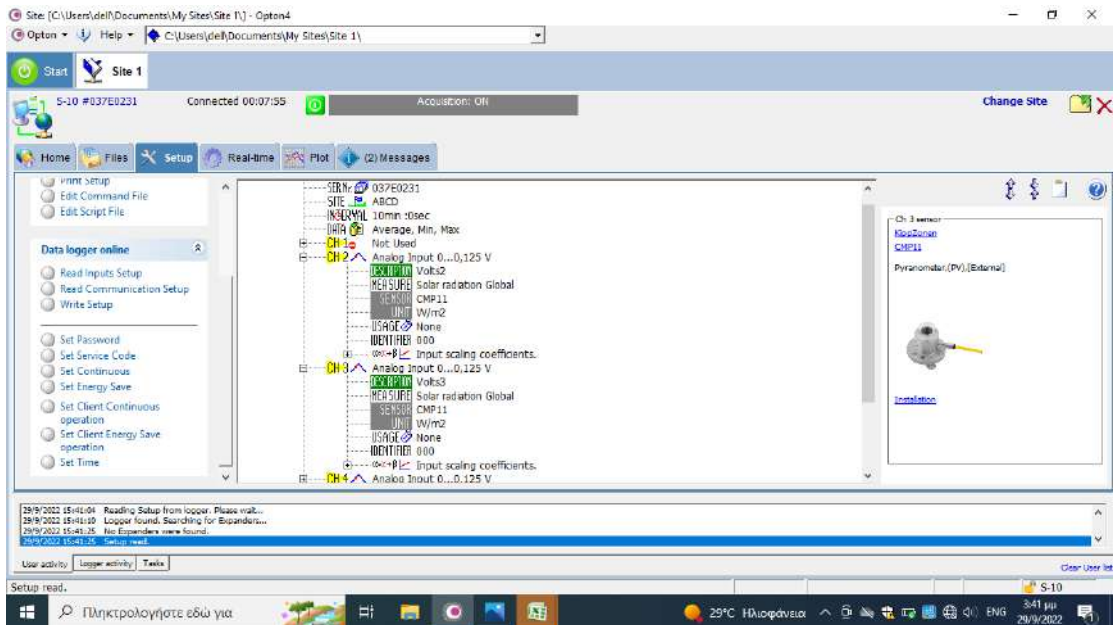 Site: [C:\Users\dell\Documents\My Sites\Site 1\] - Opton4
Opton Help C:\Users\dell\Documents\My Sites\Site 1\
Start Site 1
S-10 #037E0231 Connected 00:07:55 Acquisition: ON Change Site
Home Files Setup Real-time Plot (2) Messages
Print Setup
Edit Command File
Edit Script File
Data logger online
Read Inputs Setup
Read Communication Setup
Write Setup
Set Password
Set Service Code
Set Continuous
Set Energy Save
Set Client Continuous
operation
Set Client Energy Save
operation
Set Time
SER.Nr. 037E0231
SITE ABCD
INTERVAL 10min :0sec
DATA Average, Min, Max
CH 1 Not Used
CH 2 Analog Input 0...0,125 V
DESCRIPTION Volts2
MEASURE Solar radiation Global
SENSOR CMP11
UNIT W/m2
USAGE None
IDENTIFIER 000
Input scaling coefficients.
CH 3 Analog Input 0...0,125 V
DESCRIPTION Volts3
MEASURE Solar radiation Global
SENSOR CMP11
UNIT W/m2
USAGE None
IDENTIFIER 000
Input scaling coefficients.
CH 4 Analog Input 0...0,125 V
Ch 3 sensor
KippZonen
CMP11
Pyranometer,(PV),[External]
Installation
29/9/2022 15:41:04 Reading Setup from logger. Please wait...
29/9/2022 15:41:10 Logger found. Searching for Expanders...
29/9/2022 15:41:25 No Expanders were found.
29/9/2022 15:41:25 Setup read.
User activity Logger activity Tasks Clear User list
Setup read. S-10
Πληκτρολογήστε εδώ για 29°C Ηλιοφάνεια ENG 3:41 μμ
29/9/2022